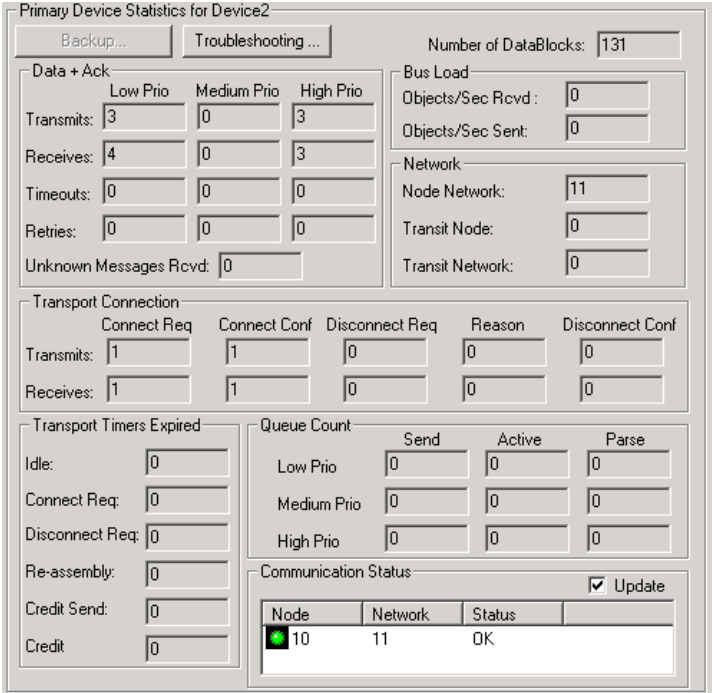 Primary Device Statistics for Device2
Backup... Troubleshooting ... Number of DataBlocks: 131
Data + Ack
Low Prio Medium Prio High Prio
Transmits: 3 0 3
Receives: 4 0 3
Timeouts: 0 0 0
Retries: 0 0 0
Unknown Messages Rcvd: 0
Bus Load
Objects/Sec Rcvd : 0
Objects/Sec Sent: 0
Network
Node Network: 11
Transit Node: 0
Transit Network: 0
Transport Connection
Connect Req Connect Conf Disconnect Req Reason Disconnect Conf
Transmits: 1 1 0 0 0
Receives: 1 1 0 0 0
Transport Timers Expired
Idle: 0
Connect Req: 0
Disconnect Req: 0
Re-assembly: 0
Credit Send: 0
Credit 0
Queue Count
Send Active Parse
Low Prio 0 0 0
Medium Prio 0 0 0
High Prio 0 0 0
Communication Status
Update
Node Network Status
10 11 OK